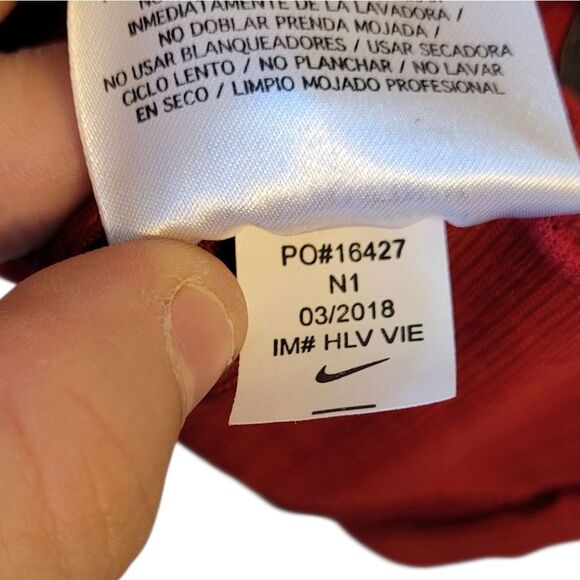 INMEDIATAMENTE DE LA LAVADORA /
NO DOBLAR PRENDA MOJADA /
NO USAR BLANQUEADORES / USAR SECADORA
CICLO LENTO / NO PLANCHAR / NO LAVAR
EN SECO / LIMPIO MOJADO PROFESIONAL
PO#16427
N1
03/2018
IM# HLV VIE